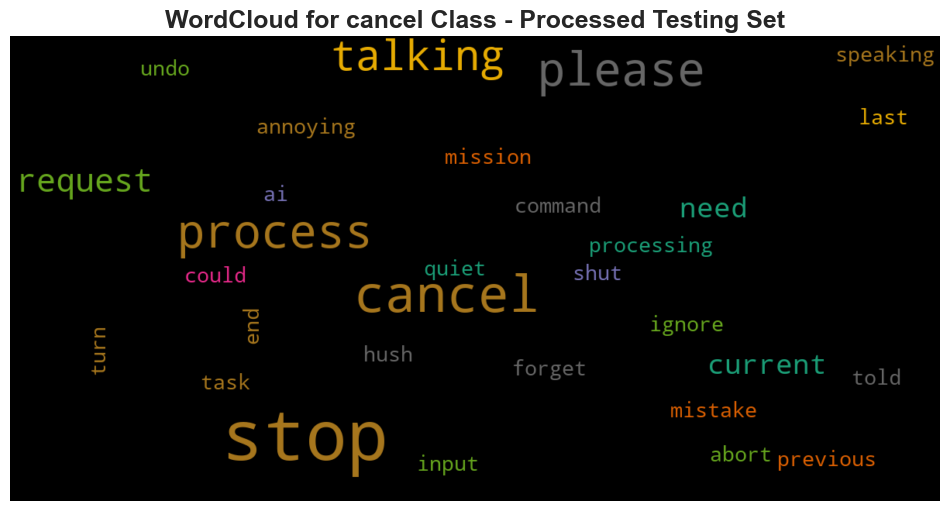 WordCloud for cancel Class - Processed Testing Set
talking
please
speaking
undo
last
annoying
mission
request
ai
command
need
process
processing
could
quiet
shut
cancel
end
ignore
turn
hush
forget
current
task
told
mistake
stop
input
abort
previous